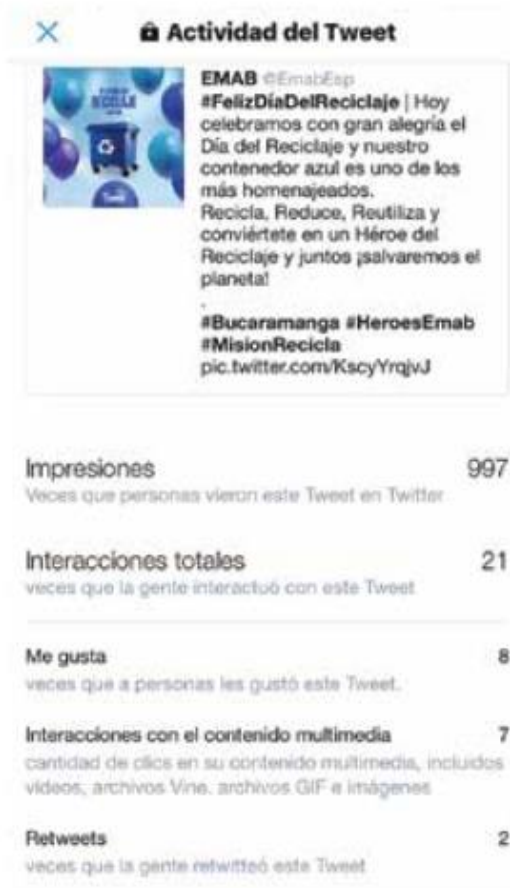 Actividad del Tweet
EMAB @EmabEsp
#FelizDíaDelReciclaje | Hoy
celebramos con gran alegría el
Día del Reciclaje y nuestro
contenedor azul es uno de los
más homenajeados.
Recicla, Reduce, Reutiliza y
conviértete en un Héroe del
Reciclaje y juntos ¡salvaremos el
planeta!
.
#Bucaramanga #HeroesEmab
#MisionRecicla
pic.twitter.com/KscyYrqjvJ
Impresiones 997
Veces que personas vieron este Tweet en Twitter
Interacciones totales 21
veces que la gente interactuó con este Tweet
Me gusta 8
veces que a personas les gustó este Tweet.
Interacciones con el contenido multimedia 7
cantidad de clics en su contenido multimedia, incluidos
vídeos, archivos Vine, archivos GIF e imágenes
Retweets 2
veces que la gente retwitteó este Tweet